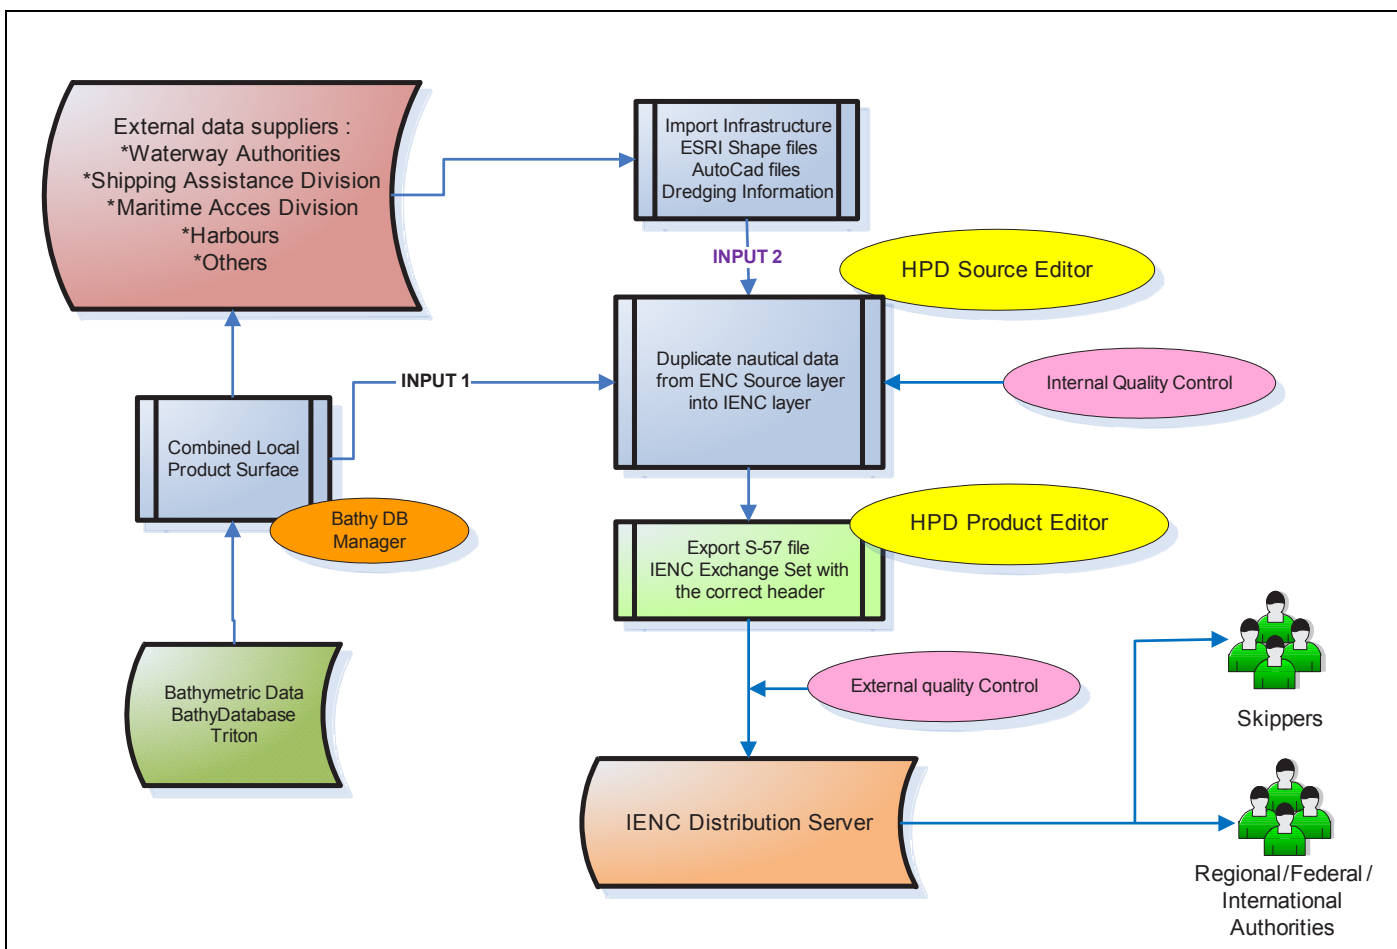 External data suppliers :
*Waterway Authorities
*Shipping Assistance Division
*Maritime Acces Division
*Harbours
*Others
Import Infrastructure
ESRI Shape files
AutoCad files
Dredging Information
INPUT 2
HPD Source Editor
INPUT 1
Duplicate nautical data
from ENC Source layer
into IENC layer
Internal Quality Control
Combined Local
Product Surface
Bathy DB
Manager
HPD Product Editor
Export S-57 file
IENC Exchange Set with
the correct header
Bathymetric Data
BathyDatabase
Triton
External quality Control
Skippers
IENC Distribution Server
Regional/Federal/
International
Authorities